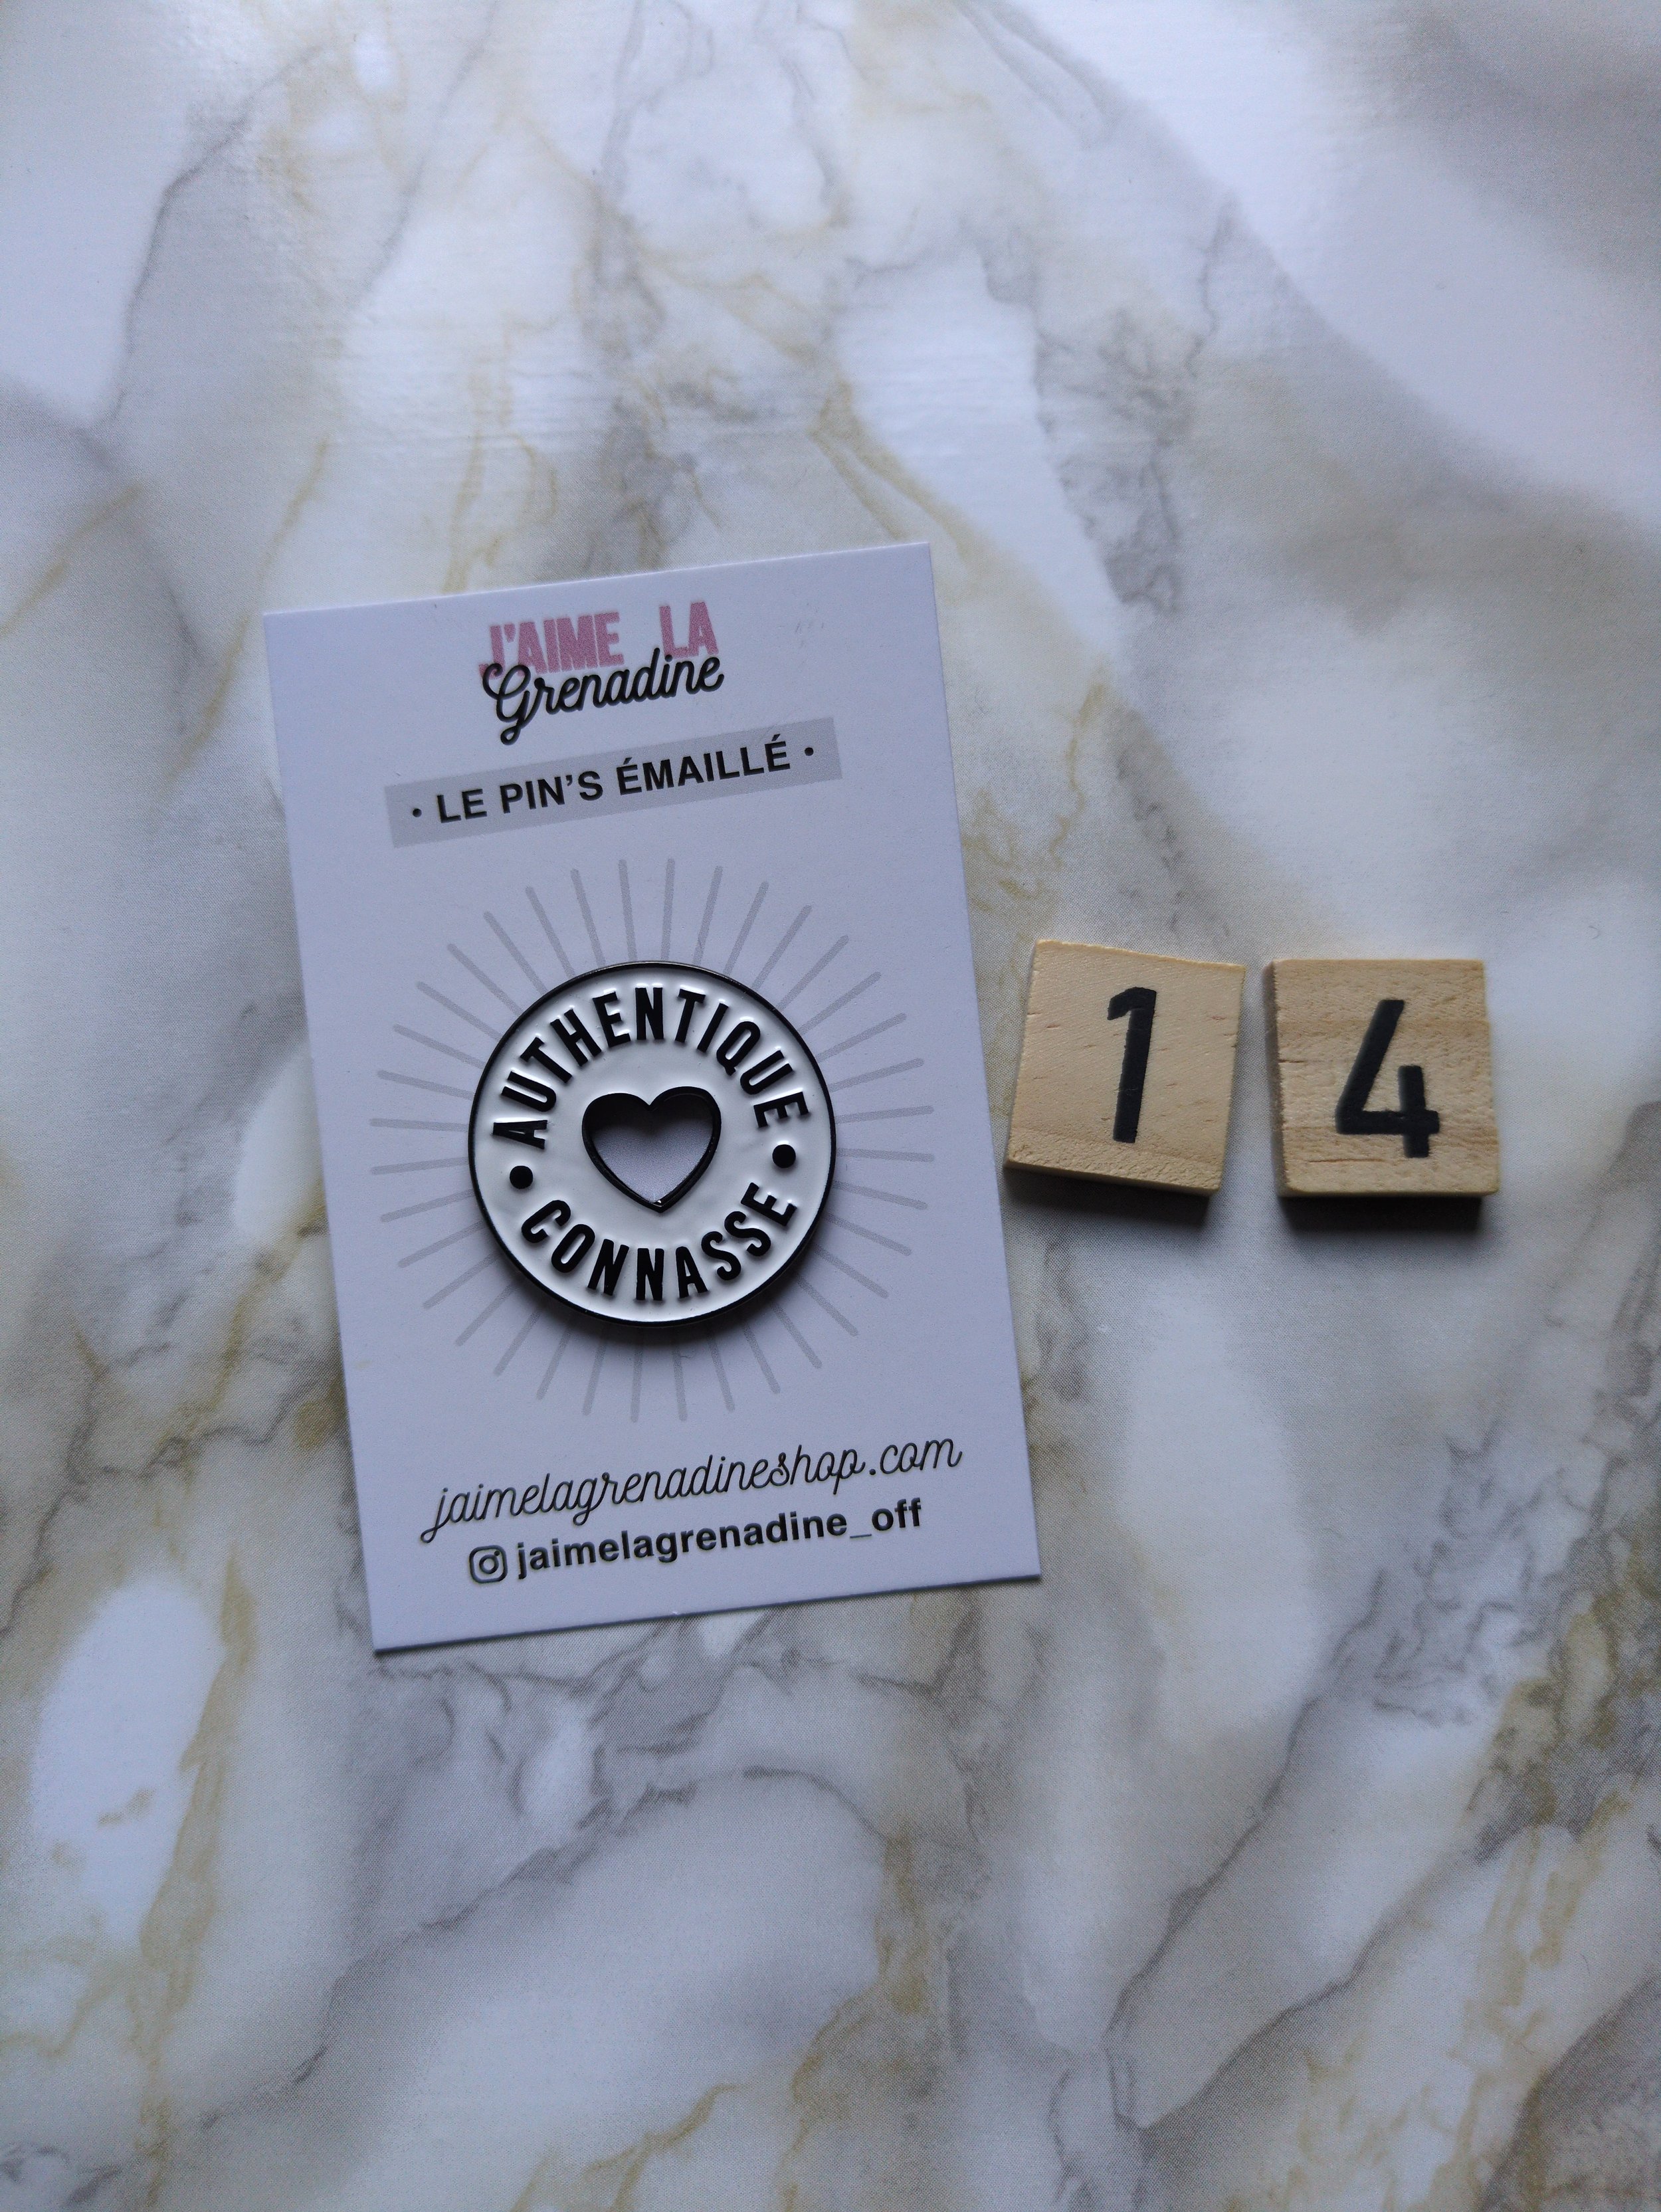 J'AIME LA
Grenadine
• LE PIN'S ÉMAILLÉ •
AUTHENTIQUE
• CONNASSE •
1 4
jaimelagrenadineshop.com
jaimelagrenadine_off